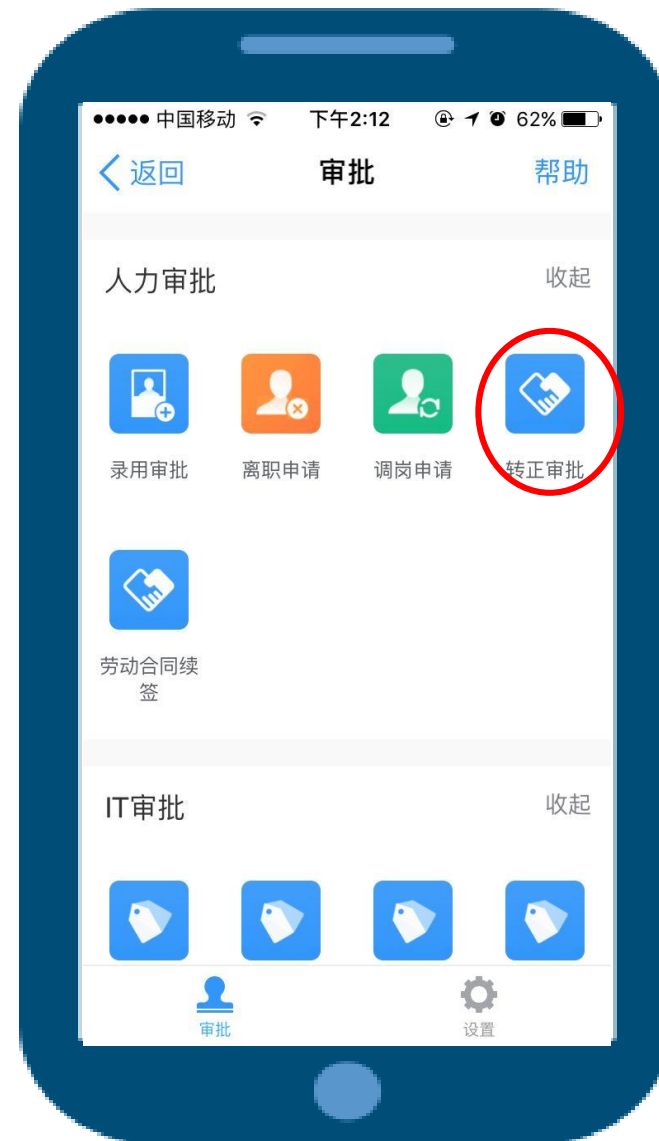 中国移动 下午2:12 62%
返回 审批 帮助
人力审批 收起
录用审批 离职申请 调岗申请 转正审批
劳动合同续
签
IT审批 收起
审批 设置